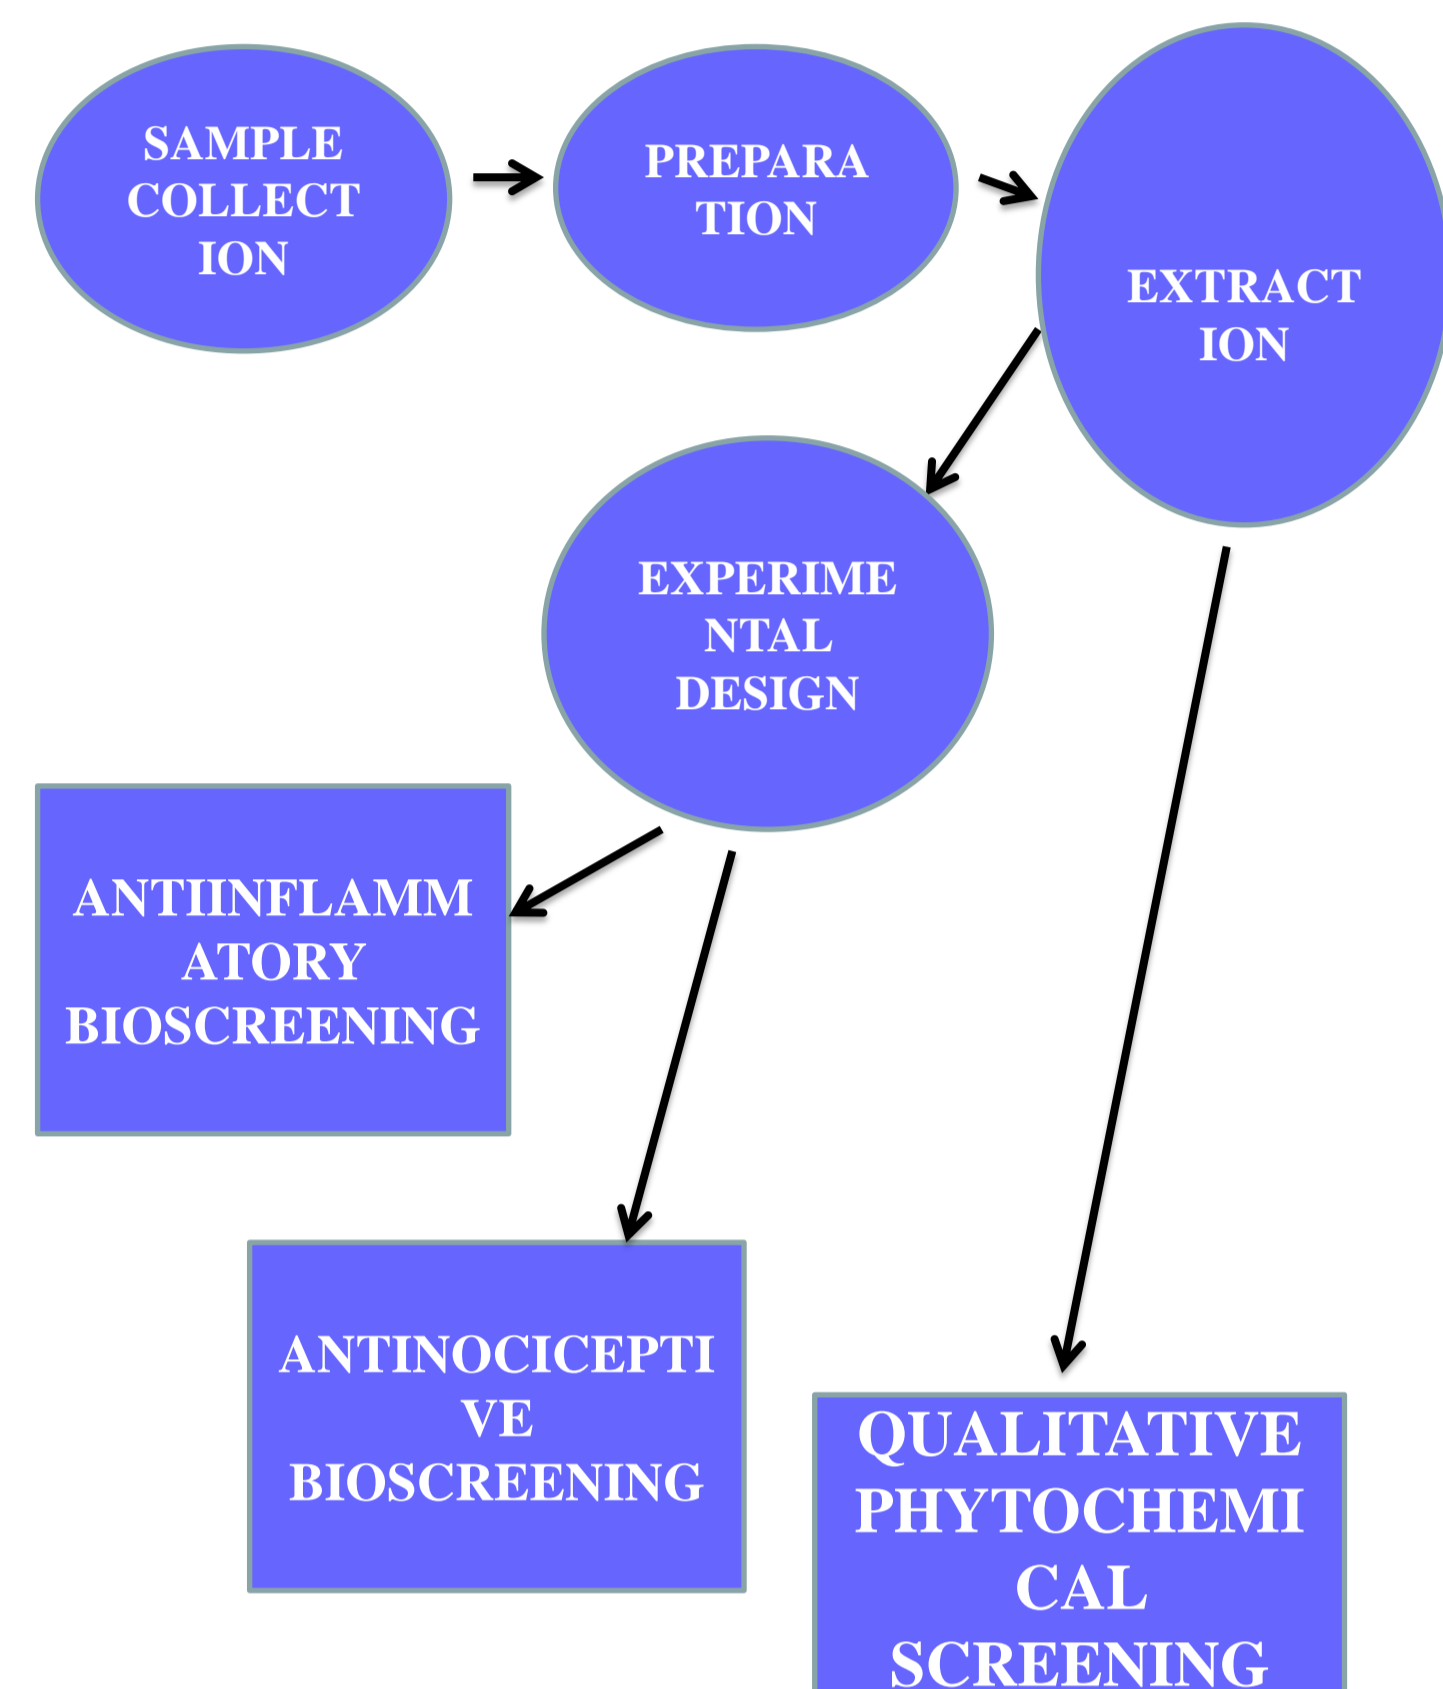 SAMPLE
COLLECT
ION
PREPARA
TION
EXTRACT
ION
EXPERIME
NTAL
DESIGN
ANTIINFLAMM
ATORY
BIOSCREENING
ANTINOCICEPTI
VE
BIOSCREENING
QUALITATIVE
PHYTOCHEMI
CAL
SCREENING